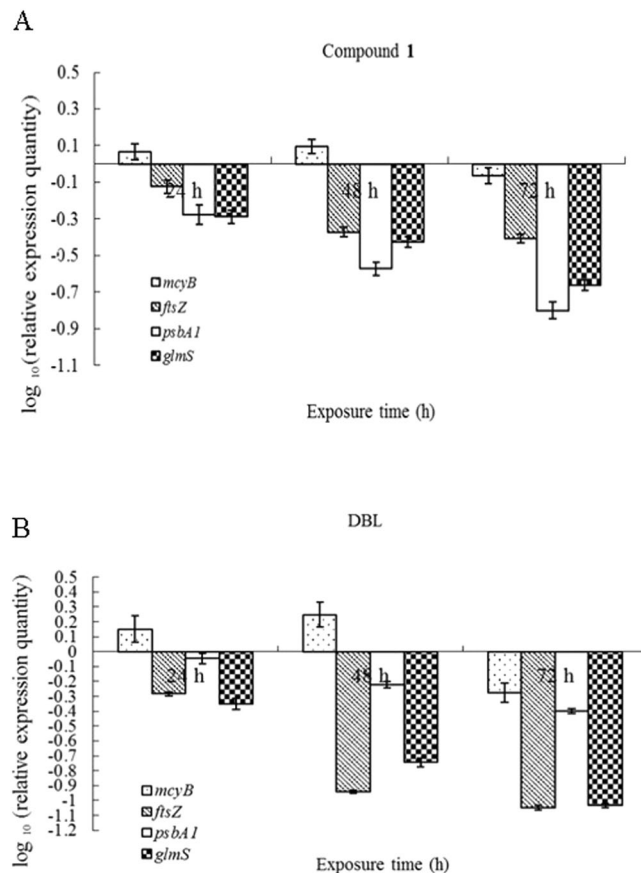 A
Compound 1
0.5
0.3
0.1
-0.1
-0.3
-0.5
-0.7
-0.9
-1.1
log 10 (relative expression quantity)
24 h
48 h
72 h
mcyB
ftsZ
psbA1
glmS
Exposure time (h)
B
DBL
0.5
0.4
0.3
0.2
0.1
0
-0.1
-0.2
-0.3
-0.4
-0.5
-0.6
-0.7
-0.8
-0.9
-1
-1.1
-1.2
log 10 (relative expression quantity)
24 h
48 h
72 h
mcyB
ftsZ
psbA1
glmS
Exposure time (h)